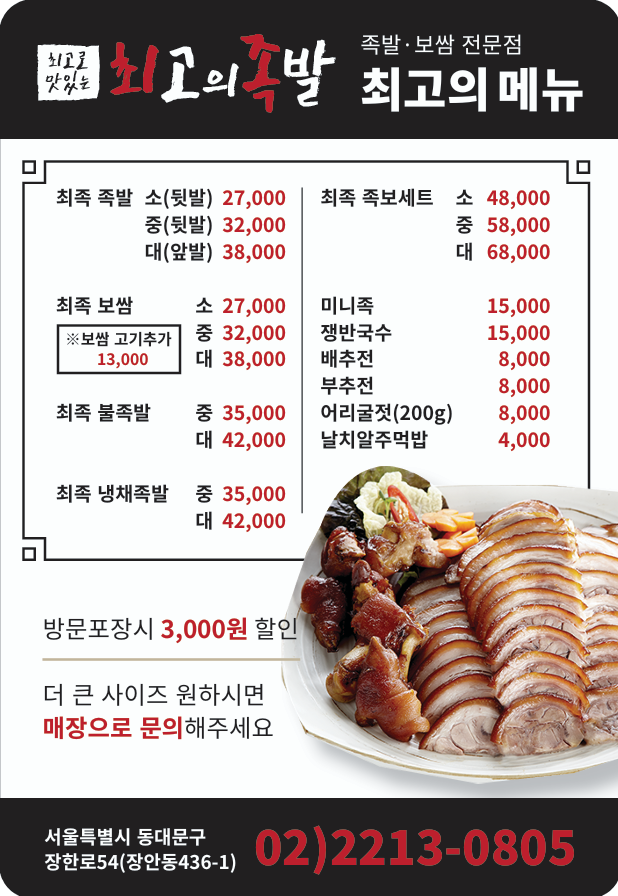 최고로
맛있는
최고의족발
족발·보쌈 전문점
최고의 메뉴
최족 족발 소(뒷발) 27,000
중(뒷발) 32,000
대(앞발) 38,000
최족 보쌈 소 27,000
중 32,000
대 38,000
※보쌈 고기추가
13,000
최족 불족발 중 35,000
대 42,000
최족 냉채족발 중 35,000
대 42,000
최족 족보세트 소 48,000
중 58,000
대 68,000
미니족 15,000
쟁반국수 15,000
배추전 8,000
부추전 8,000
어리굴젓(200g) 8,000
날치알주먹밥 4,000
방문포장시 3,000원 할인
더 큰 사이즈 원하시면
매장으로 문의해주세요
서울특별시 동대문구
장한로54(장안동436-1)
02)2213-0805